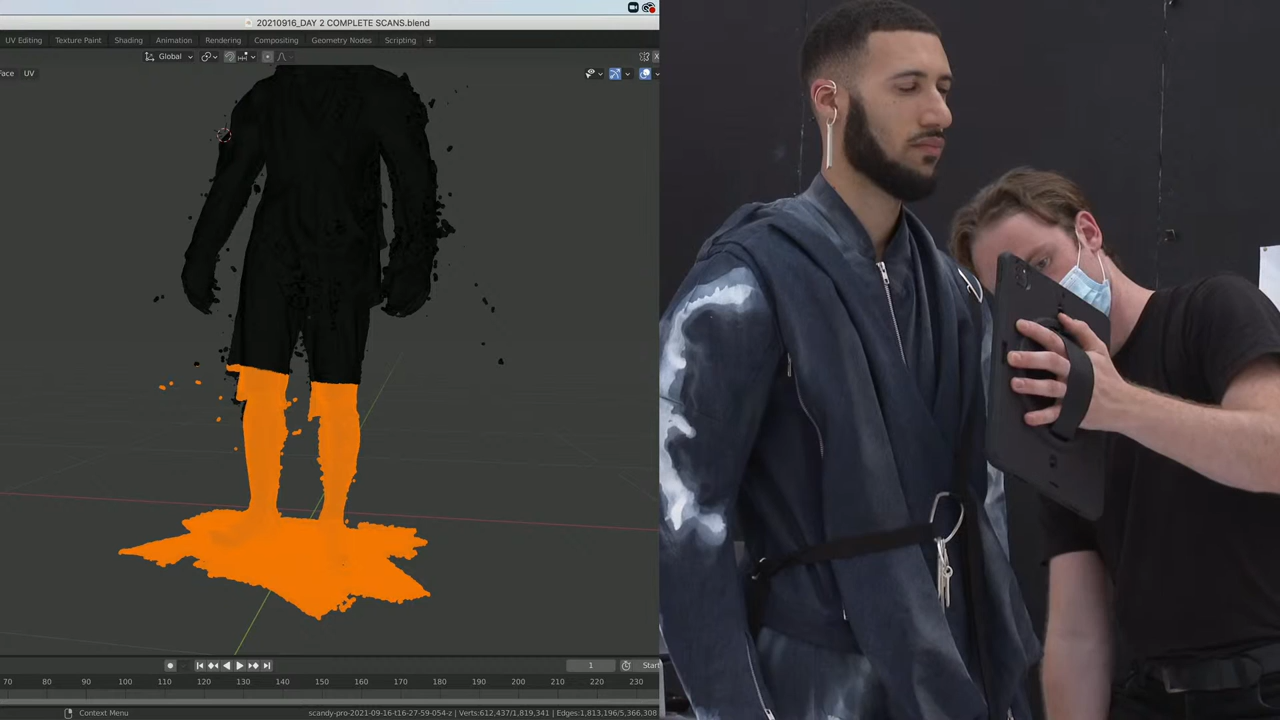 20210916_DAY 2 COMPLETE SCANS.blend
UV Editing Texture Paint Shading Animation Rendering Compositing Geometry Nodes Scripting +
Global
Face UV
1 Start
70 80 90 100 110 120 130 140 150 160 170 180 190 200 210 220 230
Context Menu scandy-pro-2021-09-16-t16-27-59-054-z | Verts:612,437/1,819,341 | Edges:1,813,196/5,366,308